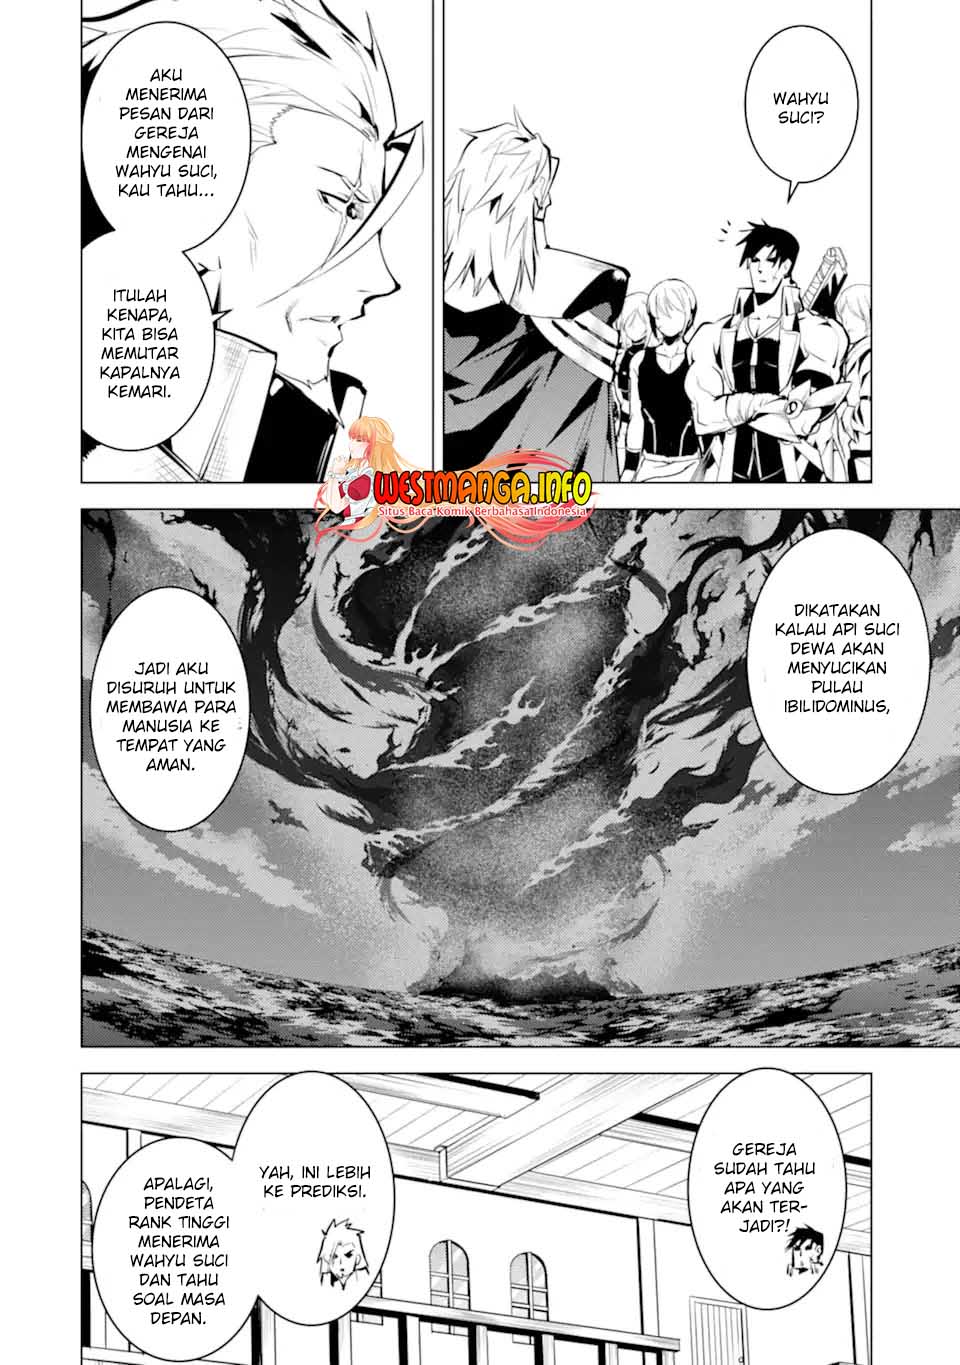 WAHYU
SUCI?
AKU
MENERIMA
PESAN DARI
GEREJA
MENGENAI
WAHYU SUCI,
KAU TAHU...
ITULAH
KENAPA,
KITA BISA
MEMUTAR
KAPALNYA
KEMARI.
WESTMANGA.INFO
Situs Baca Komik Berbahasa Indonesia
DIKATAKAN
KALAU API SUCI
DEWA AKAN
MENYUCIKAN
PULAU
IBILIDOMINUS,
JADI AKU
DISURUH UNTUK
MEMBAWA PARA
MANUSIA KE
TEMPAT YANG
AMAN.
GEREJA
SUDAH TAHU
APA YANG
AKAN TER-
JADI?!
YAH, INI LEBIH
KE PREDIKSI.
APALAGI,
PENDETA
RANK TINGGI
MENERIMA
WAHYU SUCI
DAN TAHU
SOAL MASA
DEPAN.